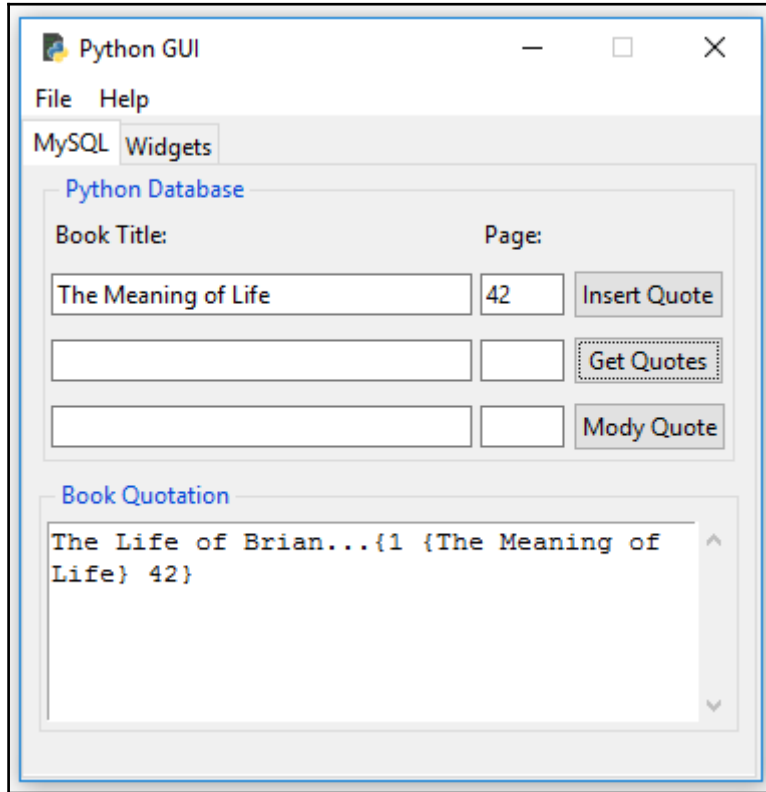 Python GUI
File Help
MySQL Widgets
Python Database
Book Title: Page:
The Meaning of Life 42 Insert Quote
Get Quotes
Mody Quote
Book Quotation
The Life of Brian...{1 {The Meaning of
Life} 42}